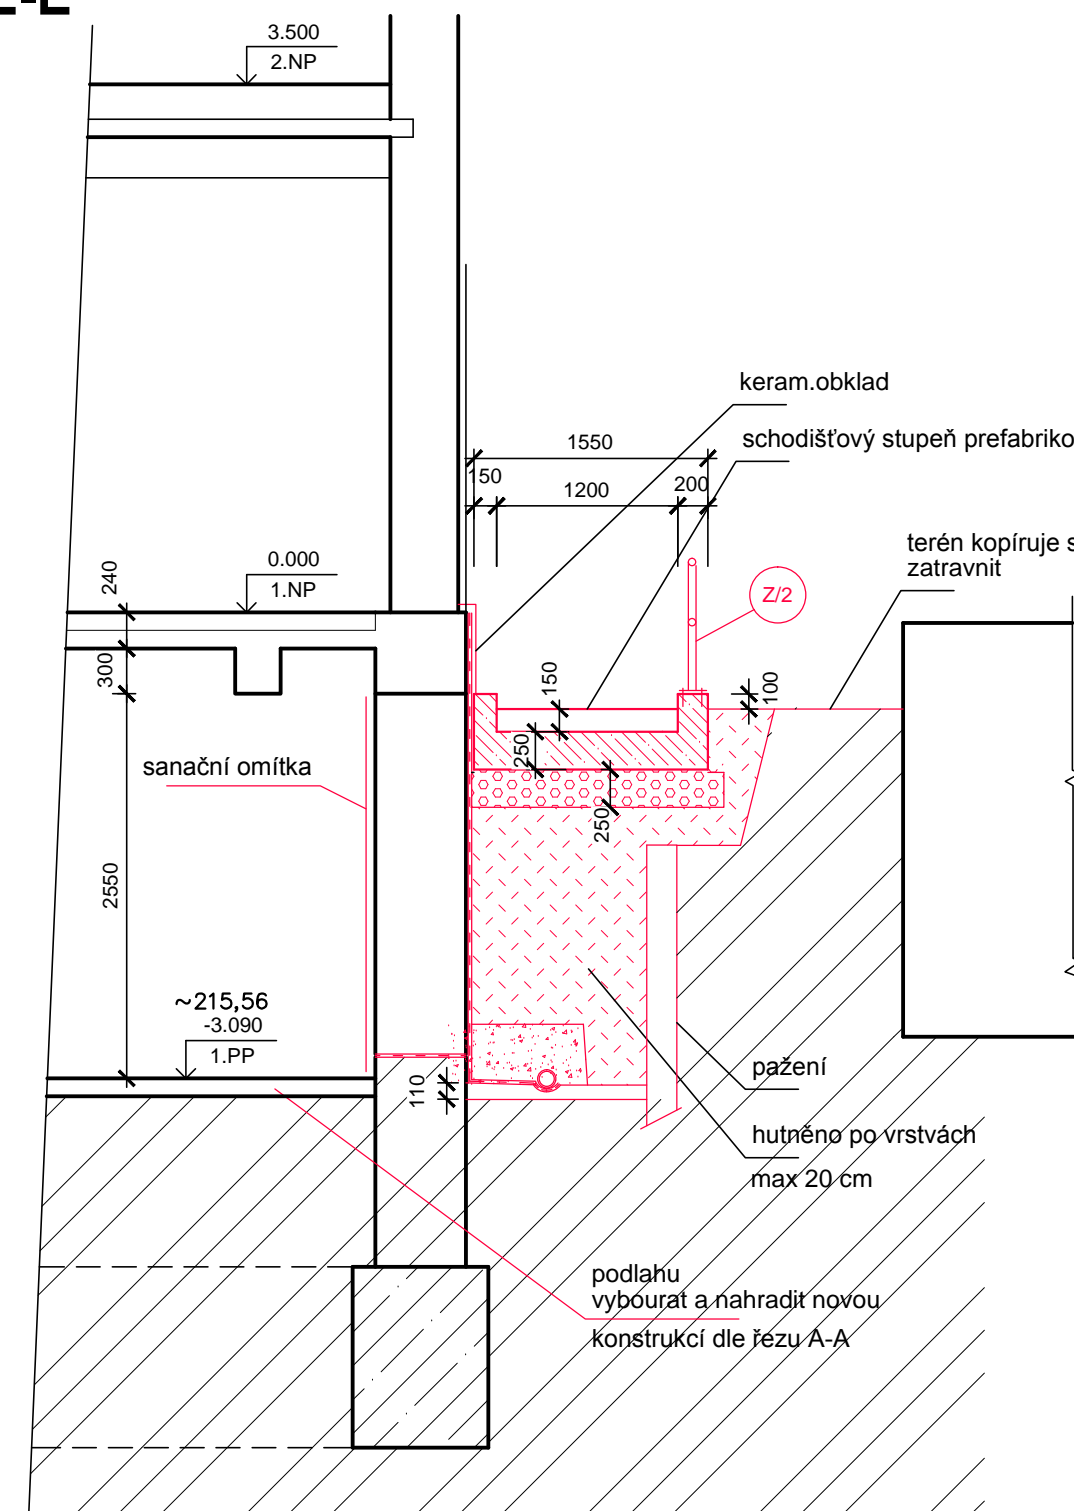 3.500
2.NP
keram.obklad
1550
schodišťový stupeň prefabriko
150
1200
200
terén kopíruje s
zatravnit
0.000
1.NP
240
Z/2
300
150
100
250
sanační omítka
250
2550
~215,56
-3.090
1.PP
pažení
110
hutněno po vrstvách
max 20 cm
podlahu
vybourat a nahradit novou
konstrukcí dle řezu A-A